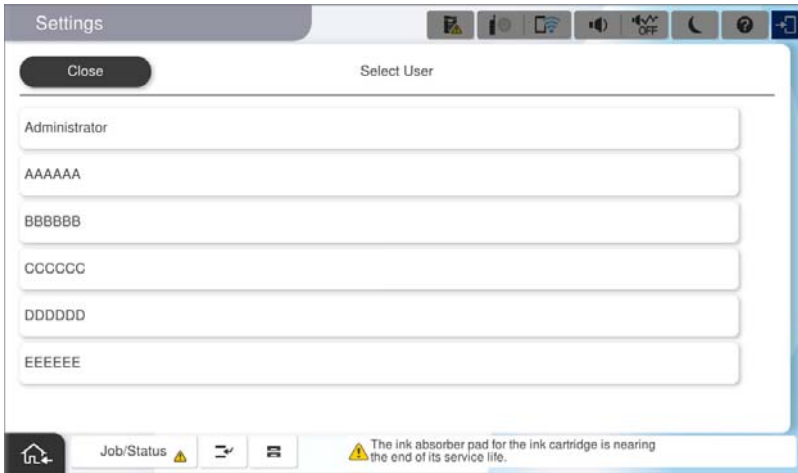 Settings
OFF
Close
Select User
Administrator
AAAAAA
BBBBBB
CCCCCC
DDDDDD
EEEEEE
Job/Status
The ink absorber pad for the ink cartridge is nearing
the end of its service life.